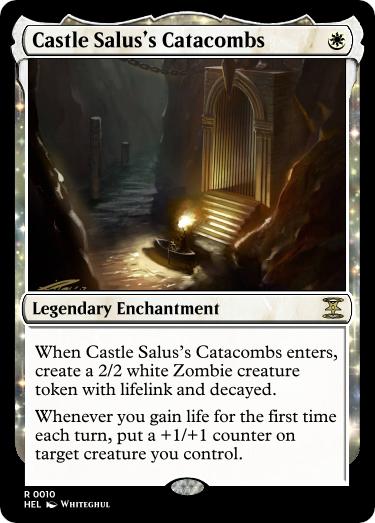 Castle Salus's Catacombs
Legendary Enchantment
When Castle Salus's Catacombs enters,
create a 2/2 white Zombie creature
token with lifelink and decayed.
Whenever you gain life for the first time
each turn, put a +1/+1 counter on
target creature you control.
R 0010
HEL Whiteghul